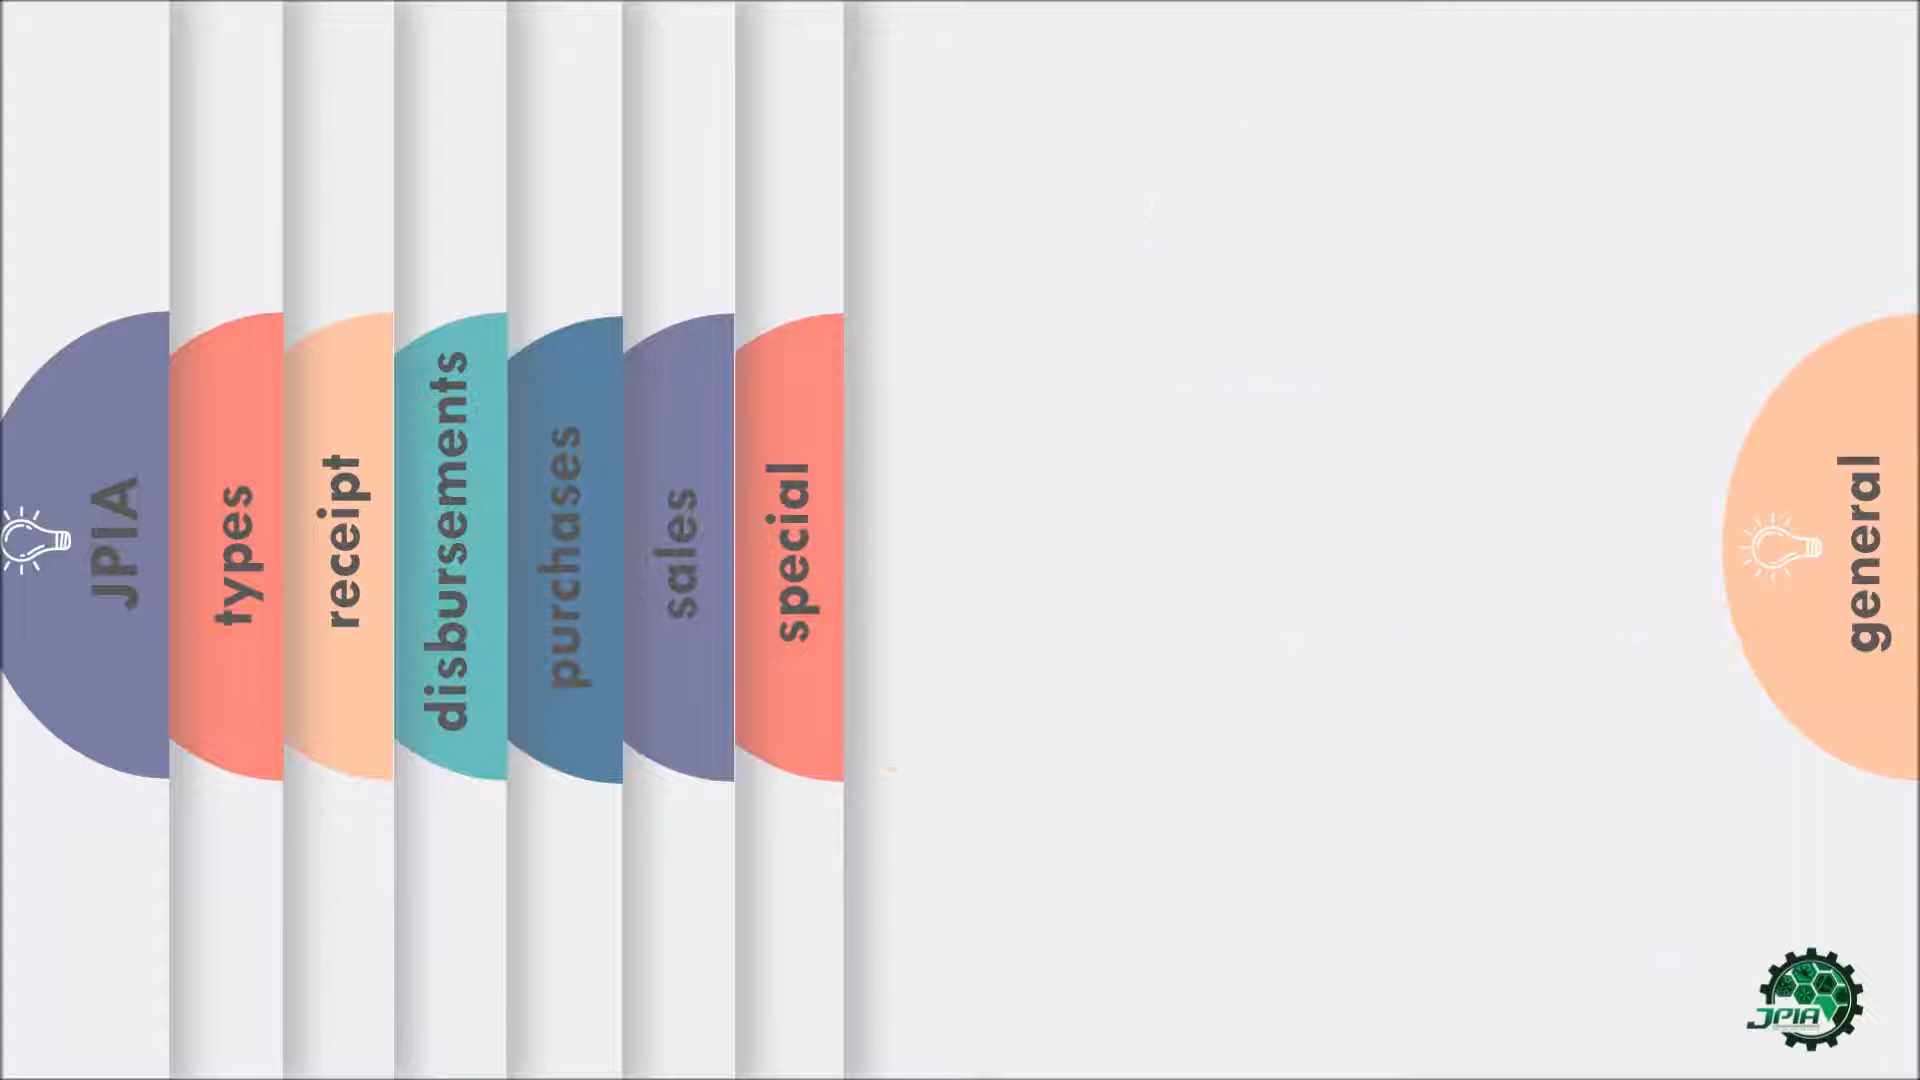 JPIA
types
receipt
disbursements
purchases
sales
special
general
JPIA